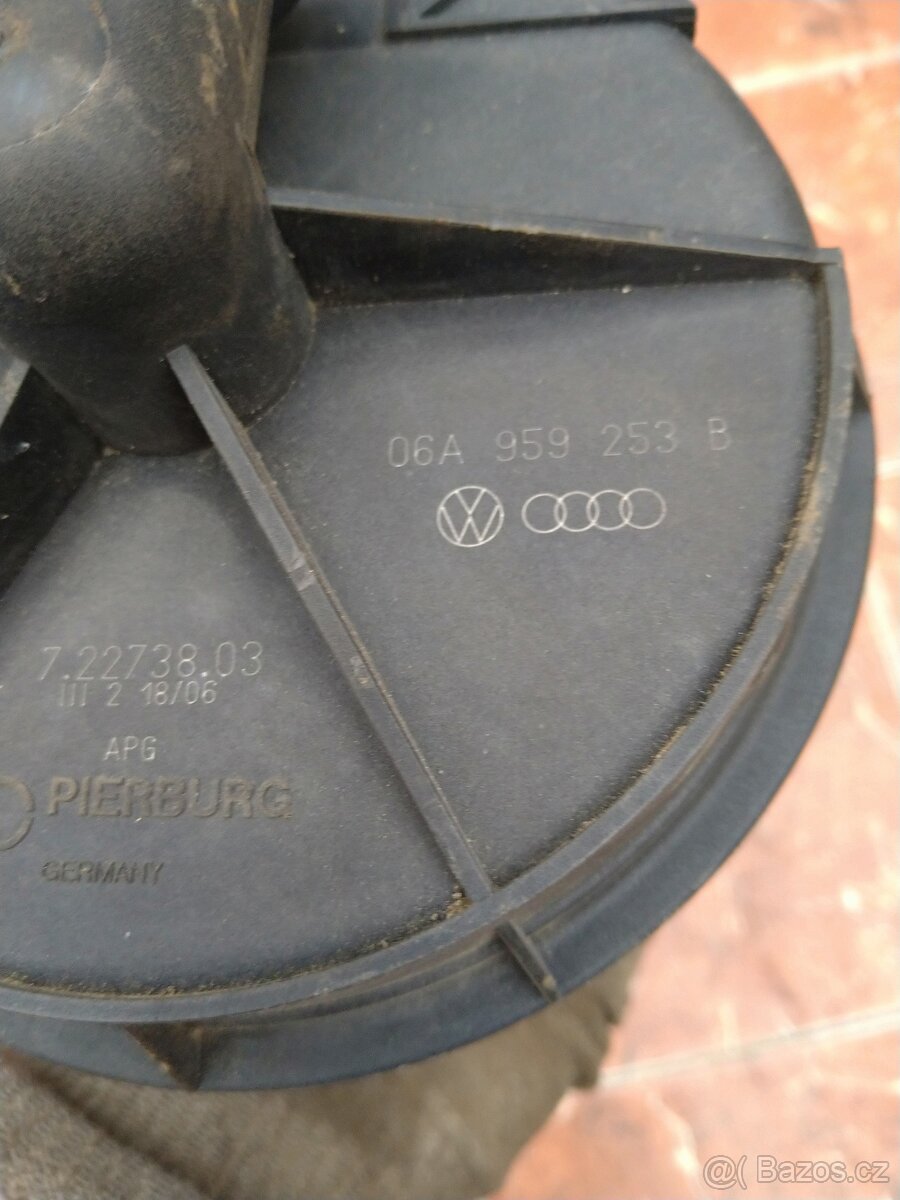 06A 959 253 B
7.22738.03
III 2 18/06
APG
PIERBURG
GERMANY
@( Bazos.cz